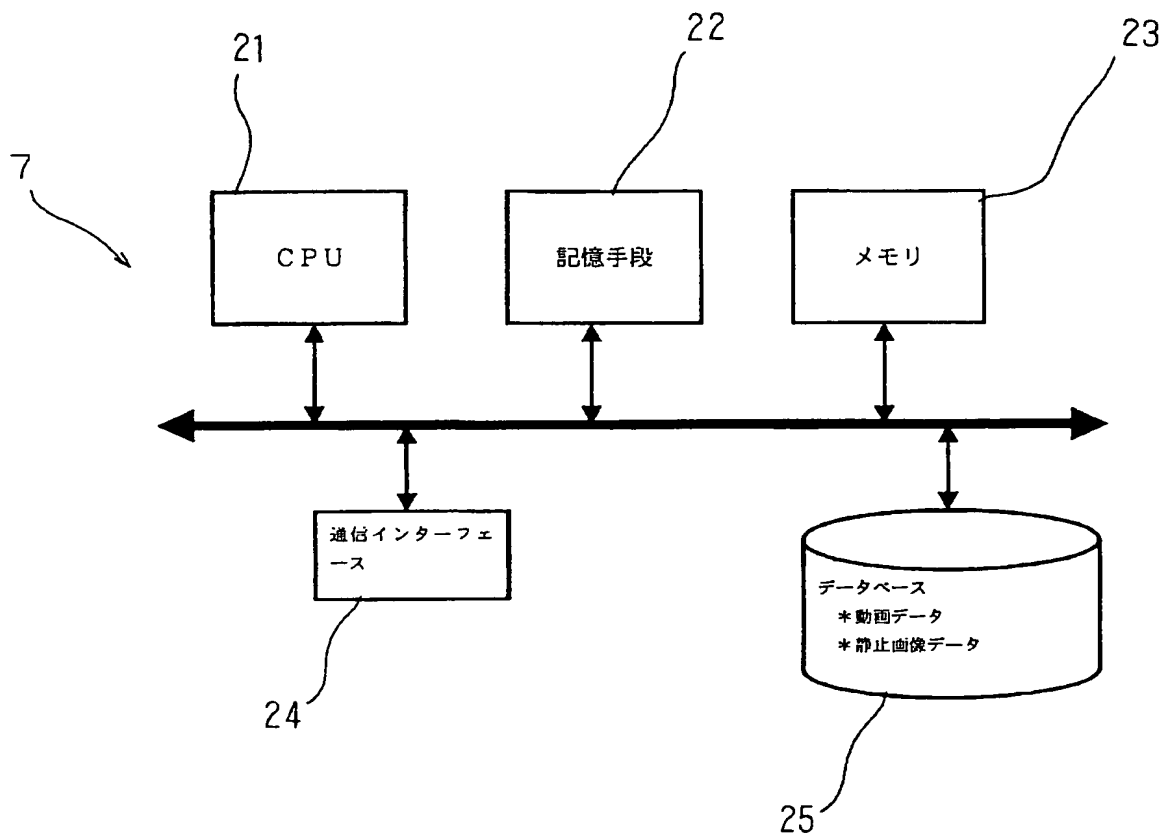 21
22
23
7
ＣＰＵ
記憶手段
メモリ
通信インターフェ
ース
データベース
＊動画データ
＊静止画像データ
24
25